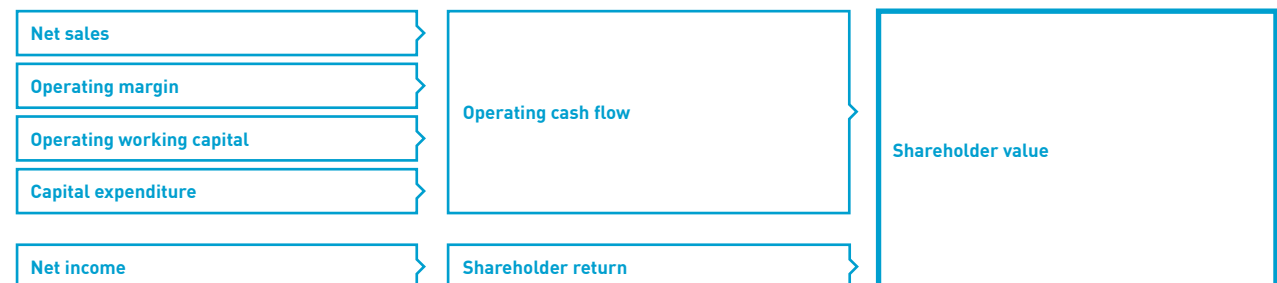 Net sales
Operating margin
Operating working capital
Capital expenditure
Operating cash flow
Shareholder value
Net income
Shareholder return